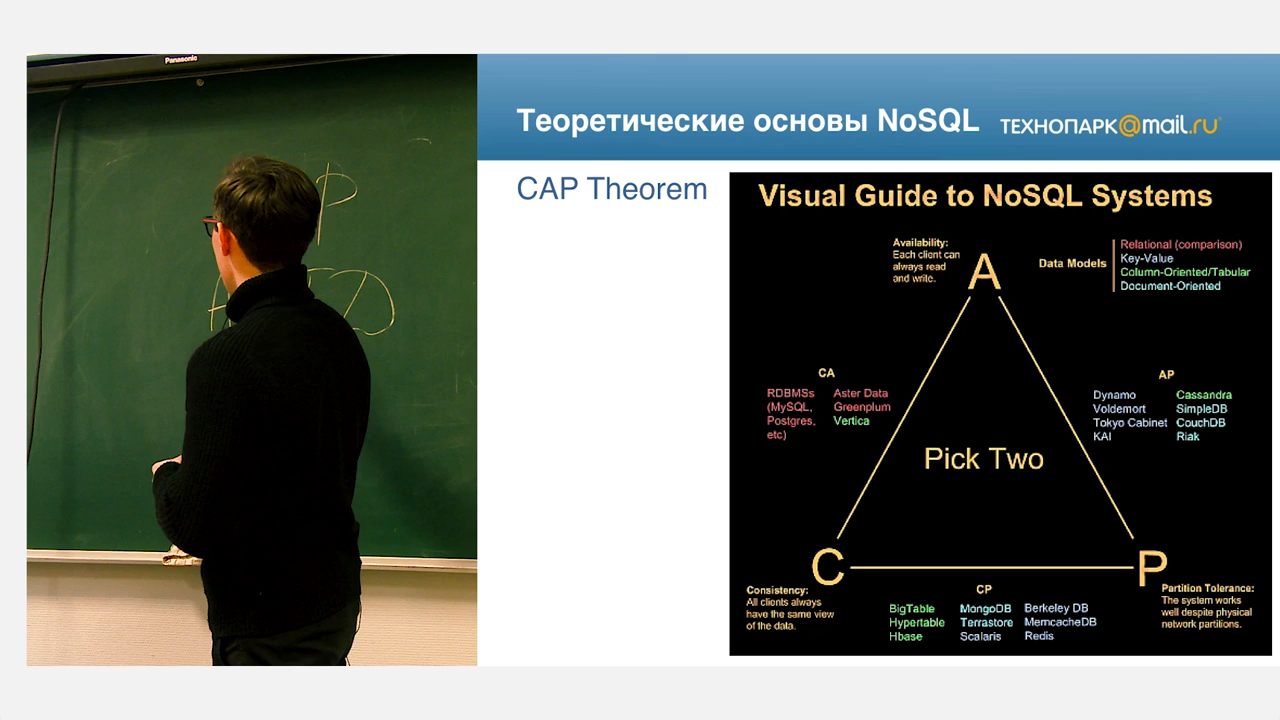 Panasonic
P
D
Теоретические основы NoSQL
ТЕХНОПАРК@mail.ru
CAP Theorem
Visual Guide to NoSQL Systems
Availability:
Each client can
always read
and write.
A
Data Models
Relational (comparison)
Key-Value
Column-Oriented/Tabular
Document-Oriented
CA
RDBMSs
(MySQL,
Postgres,
etc)
Aster Data
Greenplum
Vertica
AP
Dynamo
Voldemort
Tokyo Cabinet
KAI
Cassandra
SimpleDB
CouchDB
Riak
Pick Two
C
P
Consistency:
All clients always
have the same view
of the data.
CP
BigTable
Hypertable
Hbase
MongoDB
Terrastore
Scalaris
Berkeley DB
MemcacheDB
Redis
Partition Tolerance:
The system works
well despite physical
network partitions.